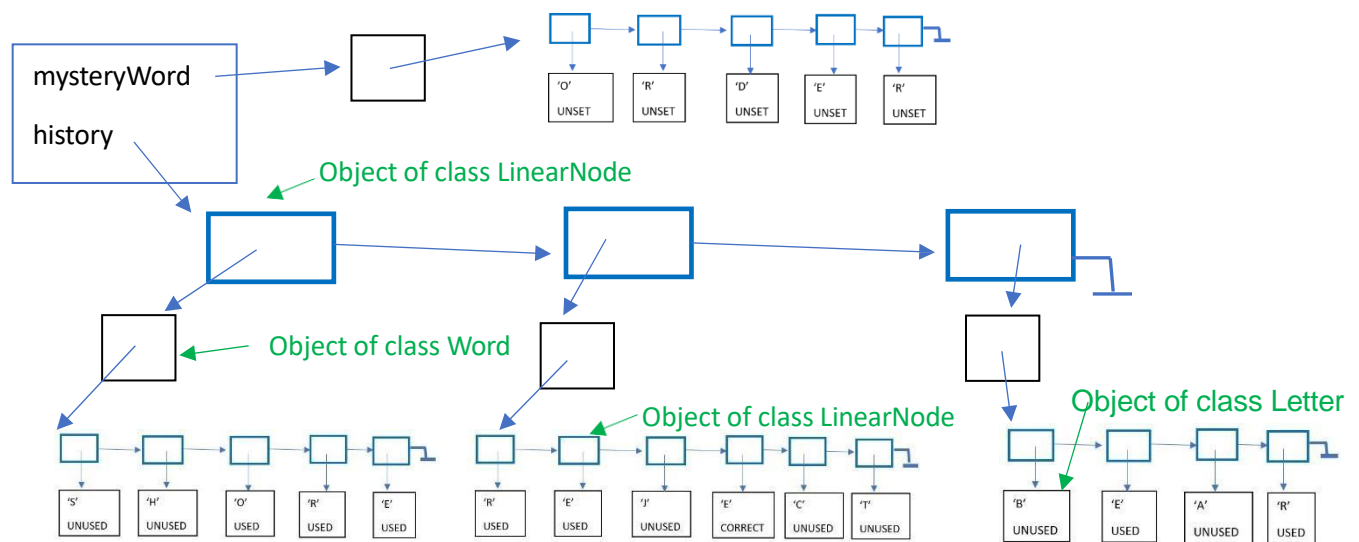 mysteryWord
history
‘O’
UNSET
‘R’
UNSET
‘D’
UNSET
‘E’
UNSET
‘R’
UNSET
Object of class LinearNode
Object of class Word
Object of class LinearNode
Object of class Letter
‘S’
UNUSED
‘H’
UNUSED
‘O’
USED
‘R’
USED
‘E’
USED
‘R’
USED
‘E’
USED
‘J’
UNUSED
‘E’
CORRECT
‘C’
UNUSED
‘T’
UNUSED
‘B’
UNUSED
‘E’
USED
‘A’
UNUSED
‘R’
USED